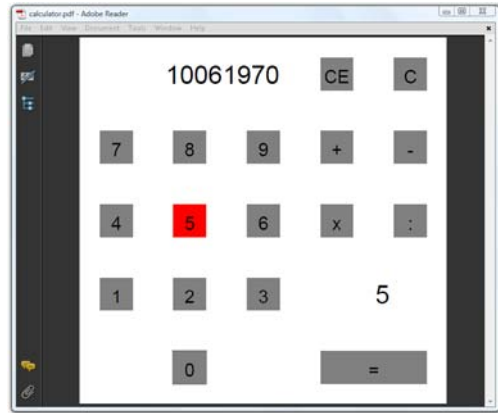 calculator.pdf - Adobe Reader
File Edit View Document Tools Window Help
10061970 CE C
7 8 9 + -
4 5 6 x :
1 2 3 5
0 =